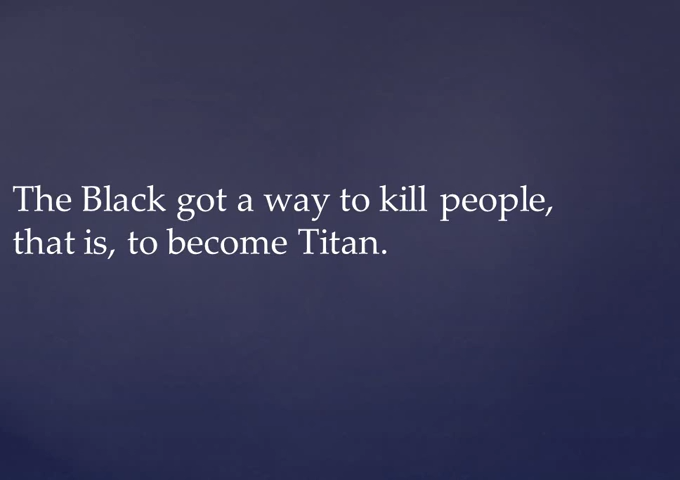 The Black got a way to kill people,
that is, to become Titan.